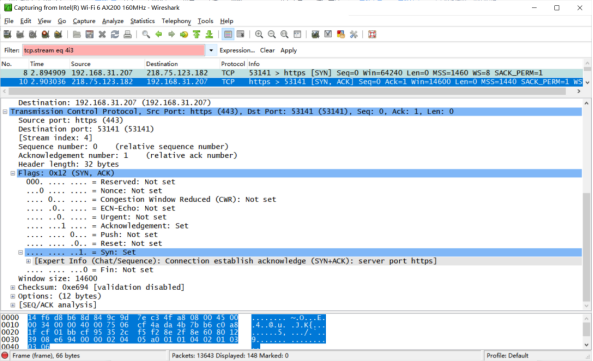 Capturing from Intel(R) Wi-Fi 6 AX200 160MHz - Wireshark
File Edit View Go Capture Analyze Statistics Telephony Tools Help
Filter: tcp.stream eq 4i3 Expression... Clear Apply
No. Time Source Destination Protocol Info
8 2.894909 192.168.31.207 218.75.123.182 TCP 53141 > https [SYN] Seq=0 Win=64240 Len=0 MSS=1460 WS=8 SACK_PERM=1
10 2.903036 218.75.123.182 192.168.31.207 TCP https > 53141 [SYN, ACK] Seq=0 Ack=1 Win=14600 Len=0 MSS=1440 SACK_PERM=1 WS
Destination: 192.168.31.207 (192.168.31.207)
Transmission Control Protocol, Src Port: https (443), Dst Port: 53141 (53141), Seq: 0, Ack: 1, Len: 0
Source port: https (443)
Destination port: 53141 (53141)
[Stream index: 4]
Sequence number: 0 (relative sequence number)
Acknowledgement number: 1 (relative ack number)
Header length: 32 bytes
Flags: 0x12 (SYN, ACK)
000. .... .... = Reserved: Not set
...0 .... .... = Nonce: Not set
.... 0... .... = Congestion Window Reduced (CWR): Not set
.... .0.. .... = ECN-Echo: Not set
.... ..0. .... = Urgent: Not set
.... ...1 .... = Acknowledgement: Set
.... .... 0... = Push: Not set
.... .... .0.. = Reset: Not set
.... .... ..1. = Syn: Set
[Expert Info (Chat/Sequence): Connection establish acknowledge (SYN+ACK): server port https]
.... .... ...0 = Fin: Not set
Window size: 14600
Checksum: 0xe694 [validation disabled]
Options: (12 bytes)
[SEQ/ACK analysis]
0000 14 f6 d8 b6 8d 84 9c 9d 7e c3 4f a8 08 00 45 00 ........ ~.O...E.
0010 00 34 00 00 40 00 75 06 cf 4a da 4b 7b b6 c0 a8 .4..@.u. .J.K{...
0020 1f cf 01 bb cf 95 35 2c f5 f2 8e 2f 8e 60 80 12 ......5, .../.`..
0030 39 08 e6 94 00 00 02 04 05 a0 01 01 04 02 01 03 9....... ........
0040 03 06
Frame (frame), 66 bytes Packets: 13643 Displayed: 148 Marked: 0 Profile: Default